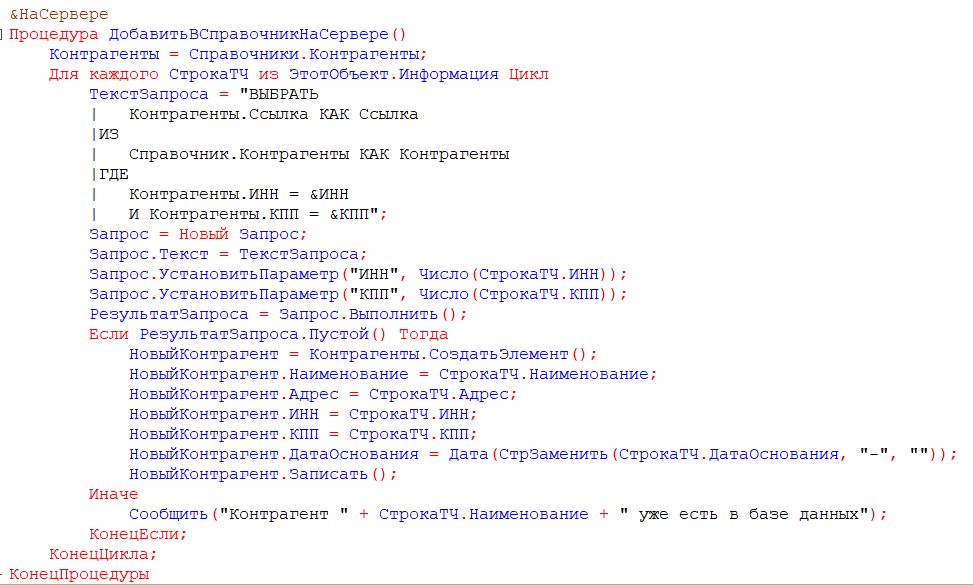 &НаСервере
Процедура ДобавитьВСправочникНаСервере()
    Контрагенты = Справочники.Контрагенты;
    Для каждого СтрокаТЧ из ЭтотОбъект.Информация Цикл
        ТекстЗапроса = "ВЫБРАТЬ
        |   Контрагенты.Ссылка КАК Ссылка
        |ИЗ
        |   Справочник.Контрагенты КАК Контрагенты
        |ГДЕ
        |   Контрагенты.ИНН = &ИНН
        |   И Контрагенты.КПП = &КПП";
        Запрос = Новый Запрос;
        Запрос.Текст = ТекстЗапроса;
        Запрос.УстановитьПараметр("ИНН", Число(СтрокаТЧ.ИНН));
        Запрос.УстановитьПараметр("КПП", Число(СтрокаТЧ.КПП));
        РезультатЗапроса = Запрос.Выполнить();
        Если РезультатЗапроса.Пустой() Тогда
            НовыйКонтрагент = Контрагенты.СоздатьЭлемент();
            НовыйКонтрагент.Наименование = СтрокаТЧ.Наименование;
            НовыйКонтрагент.Адрес = СтрокаТЧ.Адрес;
            НовыйКонтрагент.ИНН = СтрокаТЧ.ИНН;
            НовыйКонтрагент.КПП = СтрокаТЧ.КПП;
            НовыйКонтрагент.ДатаОснования = Дата(СтрЗаменить(СтрокаТЧ.ДатаОснования, "-", ""));
            НовыйКонтрагент.Записать();
        Иначе
            Сообщить("Контрагент " + СтрокаТЧ.Наименование + " уже есть в базе данных");
        КонецЕсли;
    КонецЦикла;
КонецПроцедуры